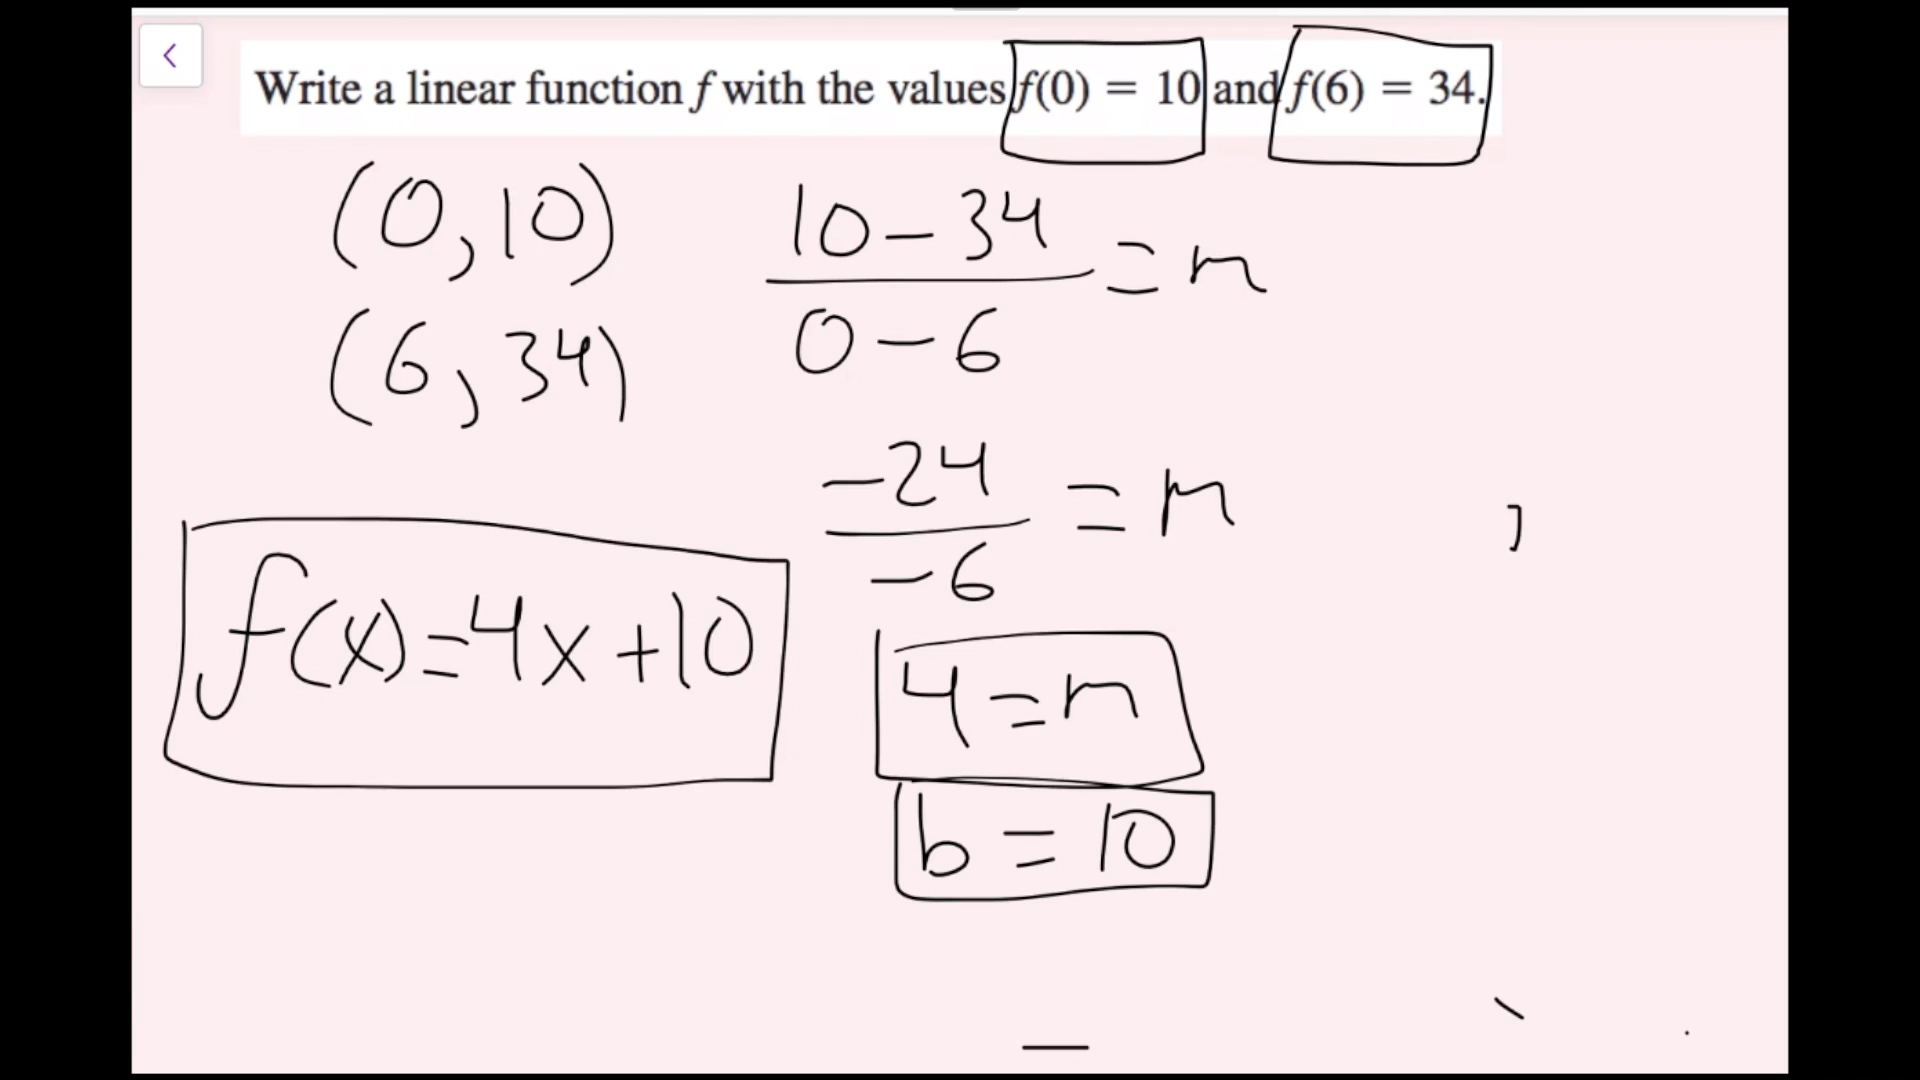 Write a linear function f with the values f(0) = 10 and f(6) = 34.
(0,10)
(6,34)
10-34
0-6
=m
-24
-6
=m
4=m
b=10
f(x)=4x+10